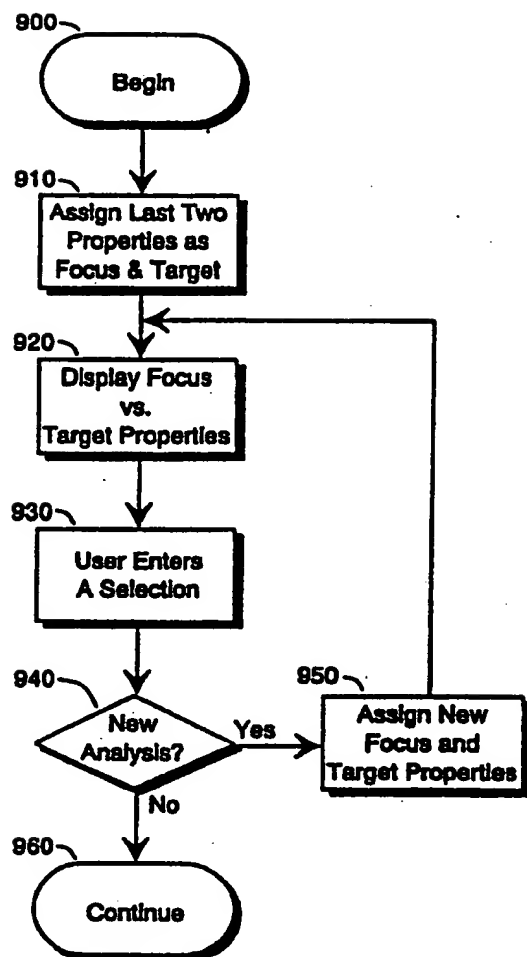 900
Begin
910
Assign Last Two
Properties as
Focus & Target
920
Display Focus
vs.
Target Properties
930
User Enters
A Selection
940
New
Analysis?
Yes
No
950
Assign New
Focus and
Target Properties
960
Continue